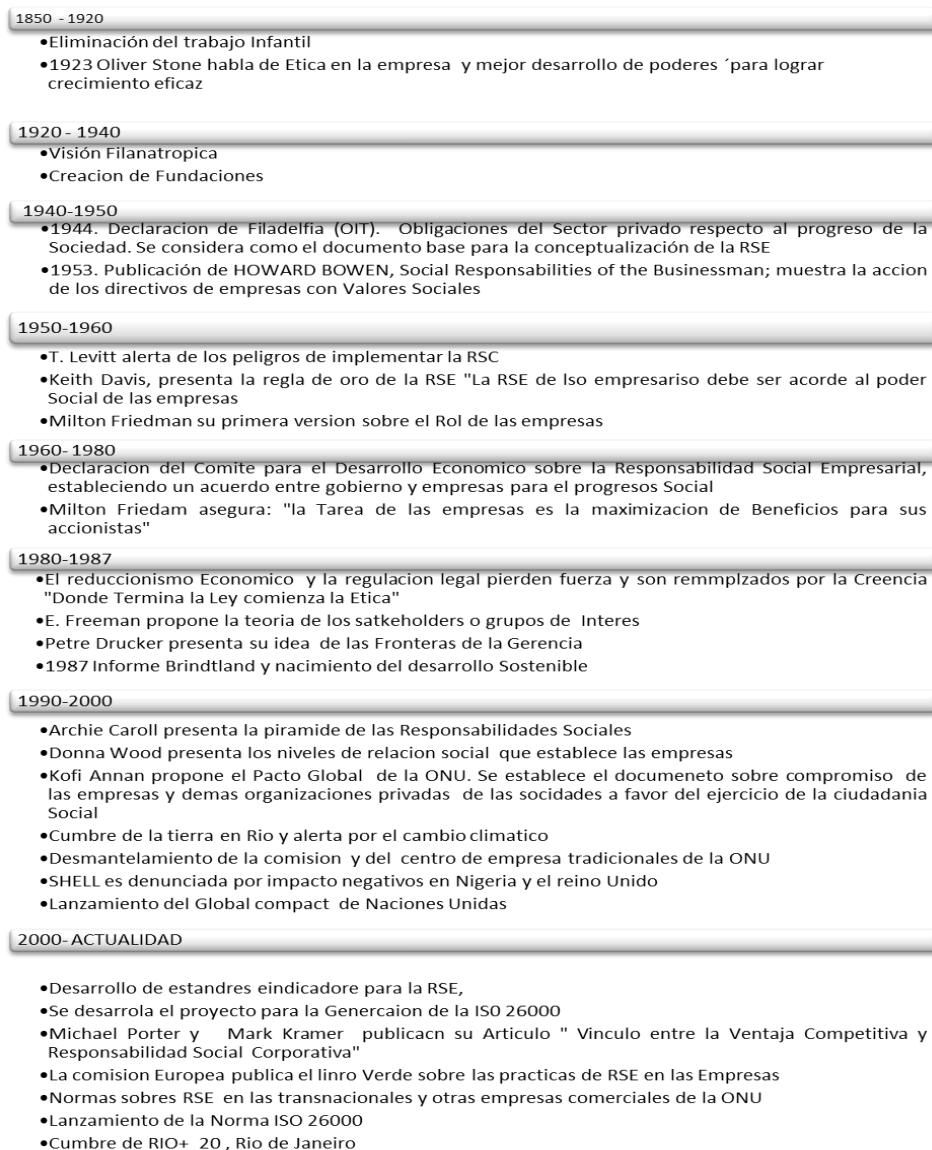 1850 - 1920
•Eliminación del trabajo Infantil
•1923 Oliver Stone habla de Etica en la empresa y mejor desarrollo de poderes ´para lograr
crecimiento eficaz
1920 - 1940
•Visión Filanatropica
•Creacion de Fundaciones
1940-1950
•1944. Declaracion de Filadelfia (OIT). Obligaciones del Sector privado respecto al progreso de la
Sociedad. Se considera como el documento base para la conceptualización de la RSE
•1953. Publicación de HOWARD BOWEN, Social Responsabilities of the Businessman; muestra la accion
de los directivos de empresas con Valores Sociales
1950-1960
•T. Levitt alerta de los peligros de implementar la RSC
•Keith Davis, presenta la regla de oro de la RSE "La RSE de lso empresariso debe ser acorde al poder
Social de las empresas
•Milton Friedman su primera version sobre el Rol de las empresas
1960- 1980
•Declaracion del Comite para el Desarrollo Economico sobre la Responsabilidad Social Empresarial,
estableciendo un acuerdo entre gobierno y empresas para el progresos Social
•Milton Friedam asegura: "la Tarea de las empresas es la maximizacion de Beneficios para sus
accionistas"
1980-1987
•El reduccionismo Economico y la regulacion legal pierden fuerza y son remmplzados por la Creencia
"Donde Termina la Ley comienza la Etica"
•E. Freeman propone la teoria de los satkeholders o grupos de Interes
•Petre Drucker presenta su idea de las Fronteras de la Gerencia
•1987 Informe Brindtland y nacimiento del desarrollo Sostenible
1990-2000
•Archie Caroll presenta la piramide de las Responsabilidades Sociales
•Donna Wood presenta los niveles de relacion social que establece las empresas
•Kofi Annan propone el Pacto Global de la ONU. Se establece el documeneto sobre compromiso de
las empresas y demas organizaciones privadas de las socidades a favor del ejercicio de la ciudadania
Social
•Cumbre de la tierra en Rio y alerta por el cambio climatico
•Desmantelamiento de la comision y del centro de empresa tradicionales de la ONU
•SHELL es denunciada por impacto negativos en Nigeria y el reino Unido
•Lanzamiento del Global compact de Naciones Unidas
2000- ACTUALIDAD
•Desarrollo de estandres eindicadore para la RSE,
•Se desarrola el proyecto para la Genercaion de la IS0 26000
•Michael Porter y Mark Kramer publicacn su Articulo " Vinculo entre la Ventaja Competitiva y
Responsabilidad Social Corporativa"
•La comision Europea publica el linro Verde sobre las practicas de RSE en las Empresas
•Normas sobres RSE en las transnacionales y otras empresas comerciales de la ONU
•Lanzamiento de la Norma ISO 26000
•Cumbre de RIO+ 20 , Rio de Janeiro